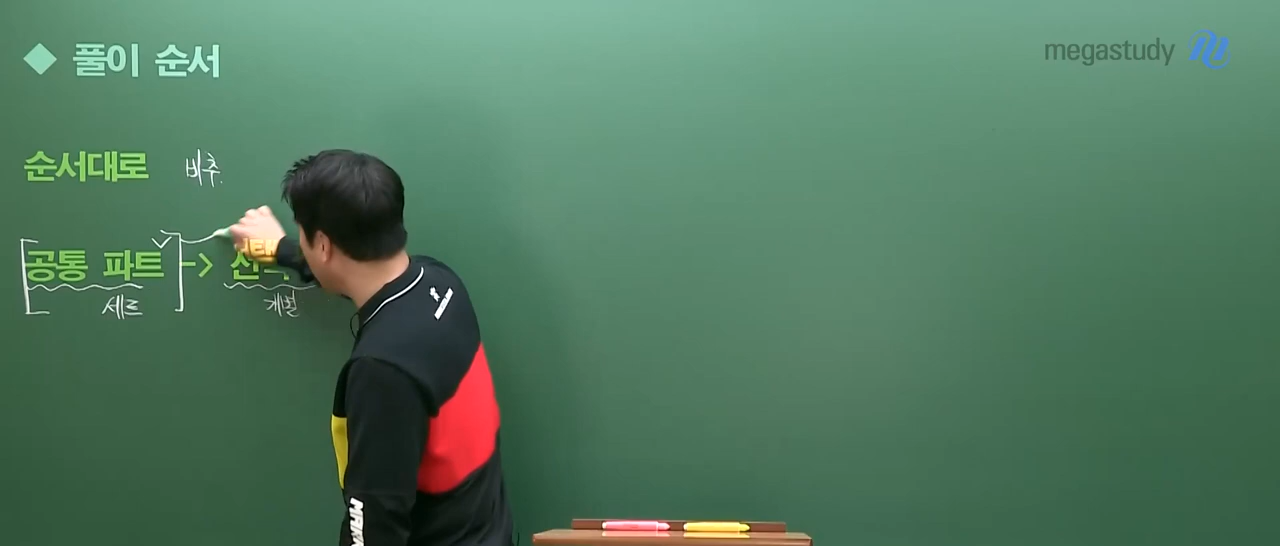 ◆ 풀이 순서
megastudy
순서대로 비추
공통 파트 -> 선
세트
개별